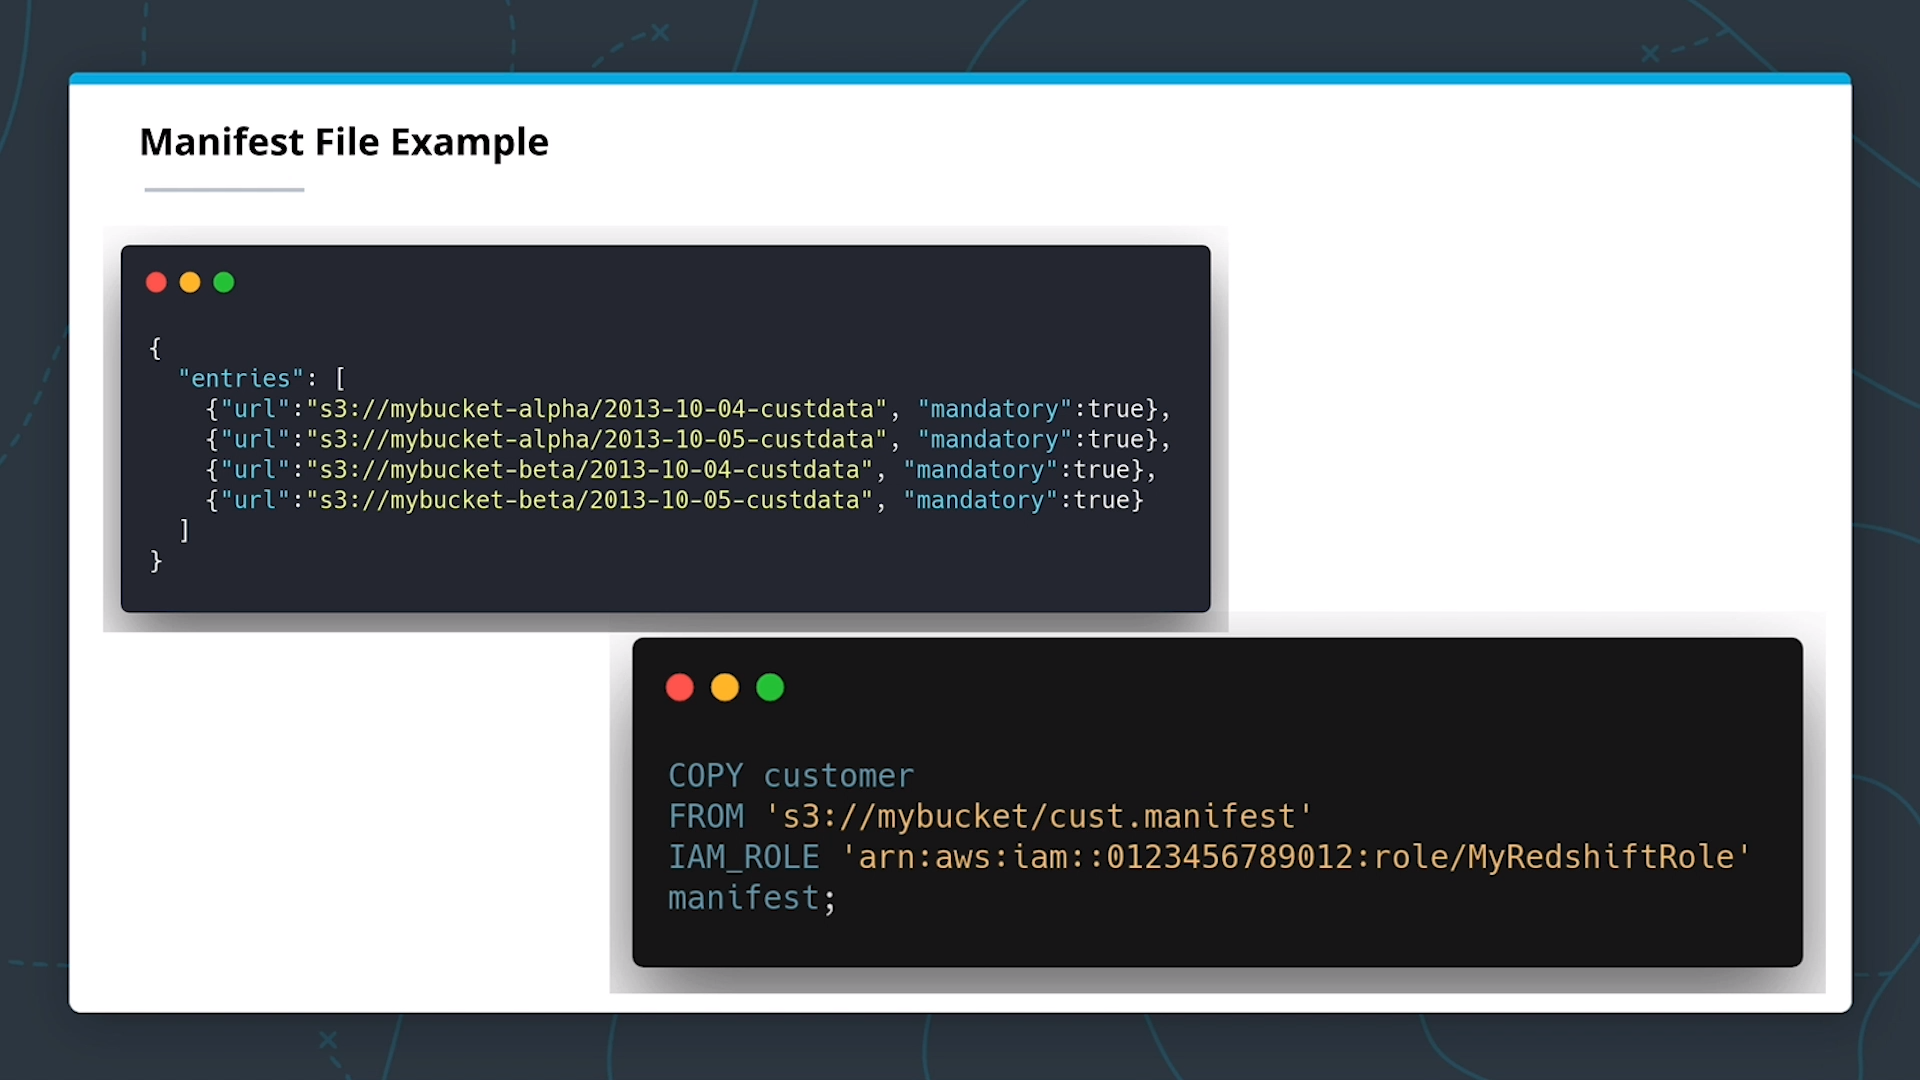 Manifest File Example
{
"entries": [
{"url":"s3://mybucket-alpha/2013-10-04-custdata", "mandatory":true},
{"url":"s3://mybucket-alpha/2013-10-05-custdata", "mandatory":true},
{"url":"s3://mybucket-beta/2013-10-04-custdata", "mandatory":true},
{"url":"s3://mybucket-beta/2013-10-05-custdata", "mandatory":true}
]
}
COPY customer
FROM 's3://mybucket/cust.manifest'
IAM_ROLE 'arn:aws:iam::0123456789012:role/MyRedshiftRole'
manifest;